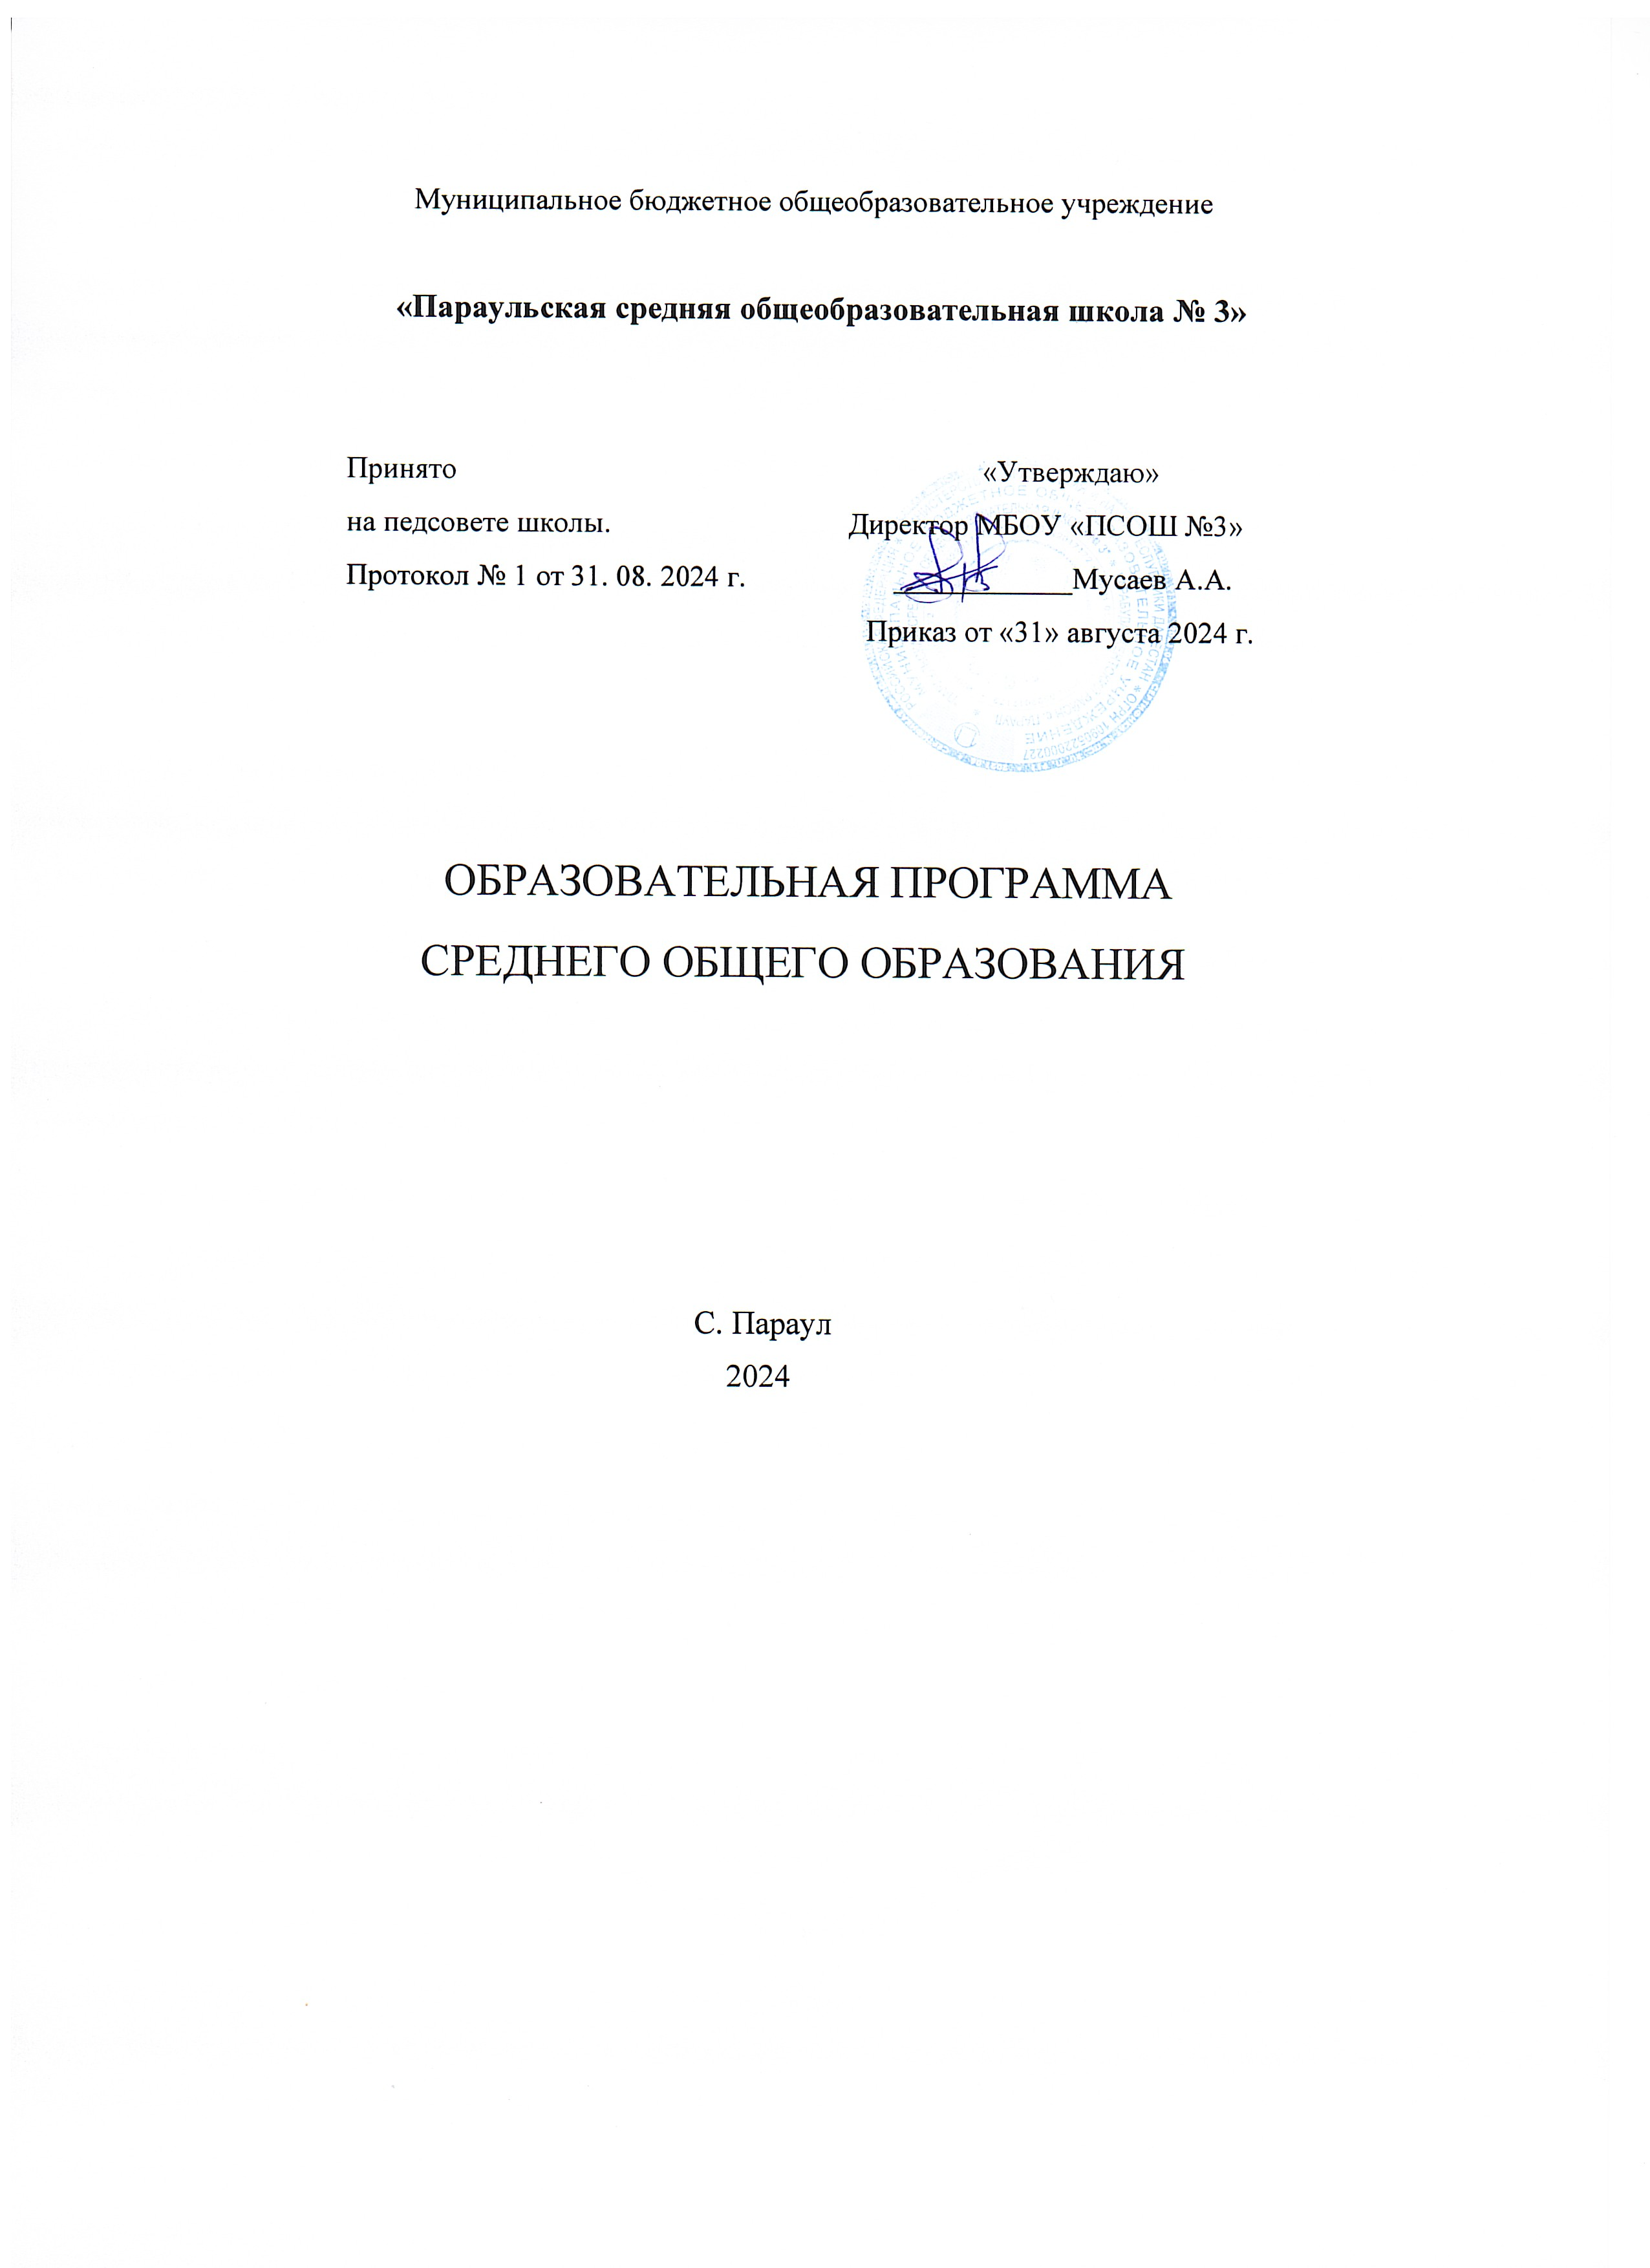 Муниципальное бюджетное общеобразовательное учреждение
«Параульская средняя общеобразовательная школа № 3»
Принято «Утверждаю»
на педсовете школы. Директор МБОУ «ПСОШ №3»
Протокол № 1 от 31. 08. 2024 г. ____________Мусаев А.А.
Приказ от «31» августа 2024 г.
ОБРАЗОВАТЕЛЬНАЯ ПРОГРАММА
СРЕДНЕГО ОБЩЕГО ОБРАЗОВАНИЯ
С. Параул
2024